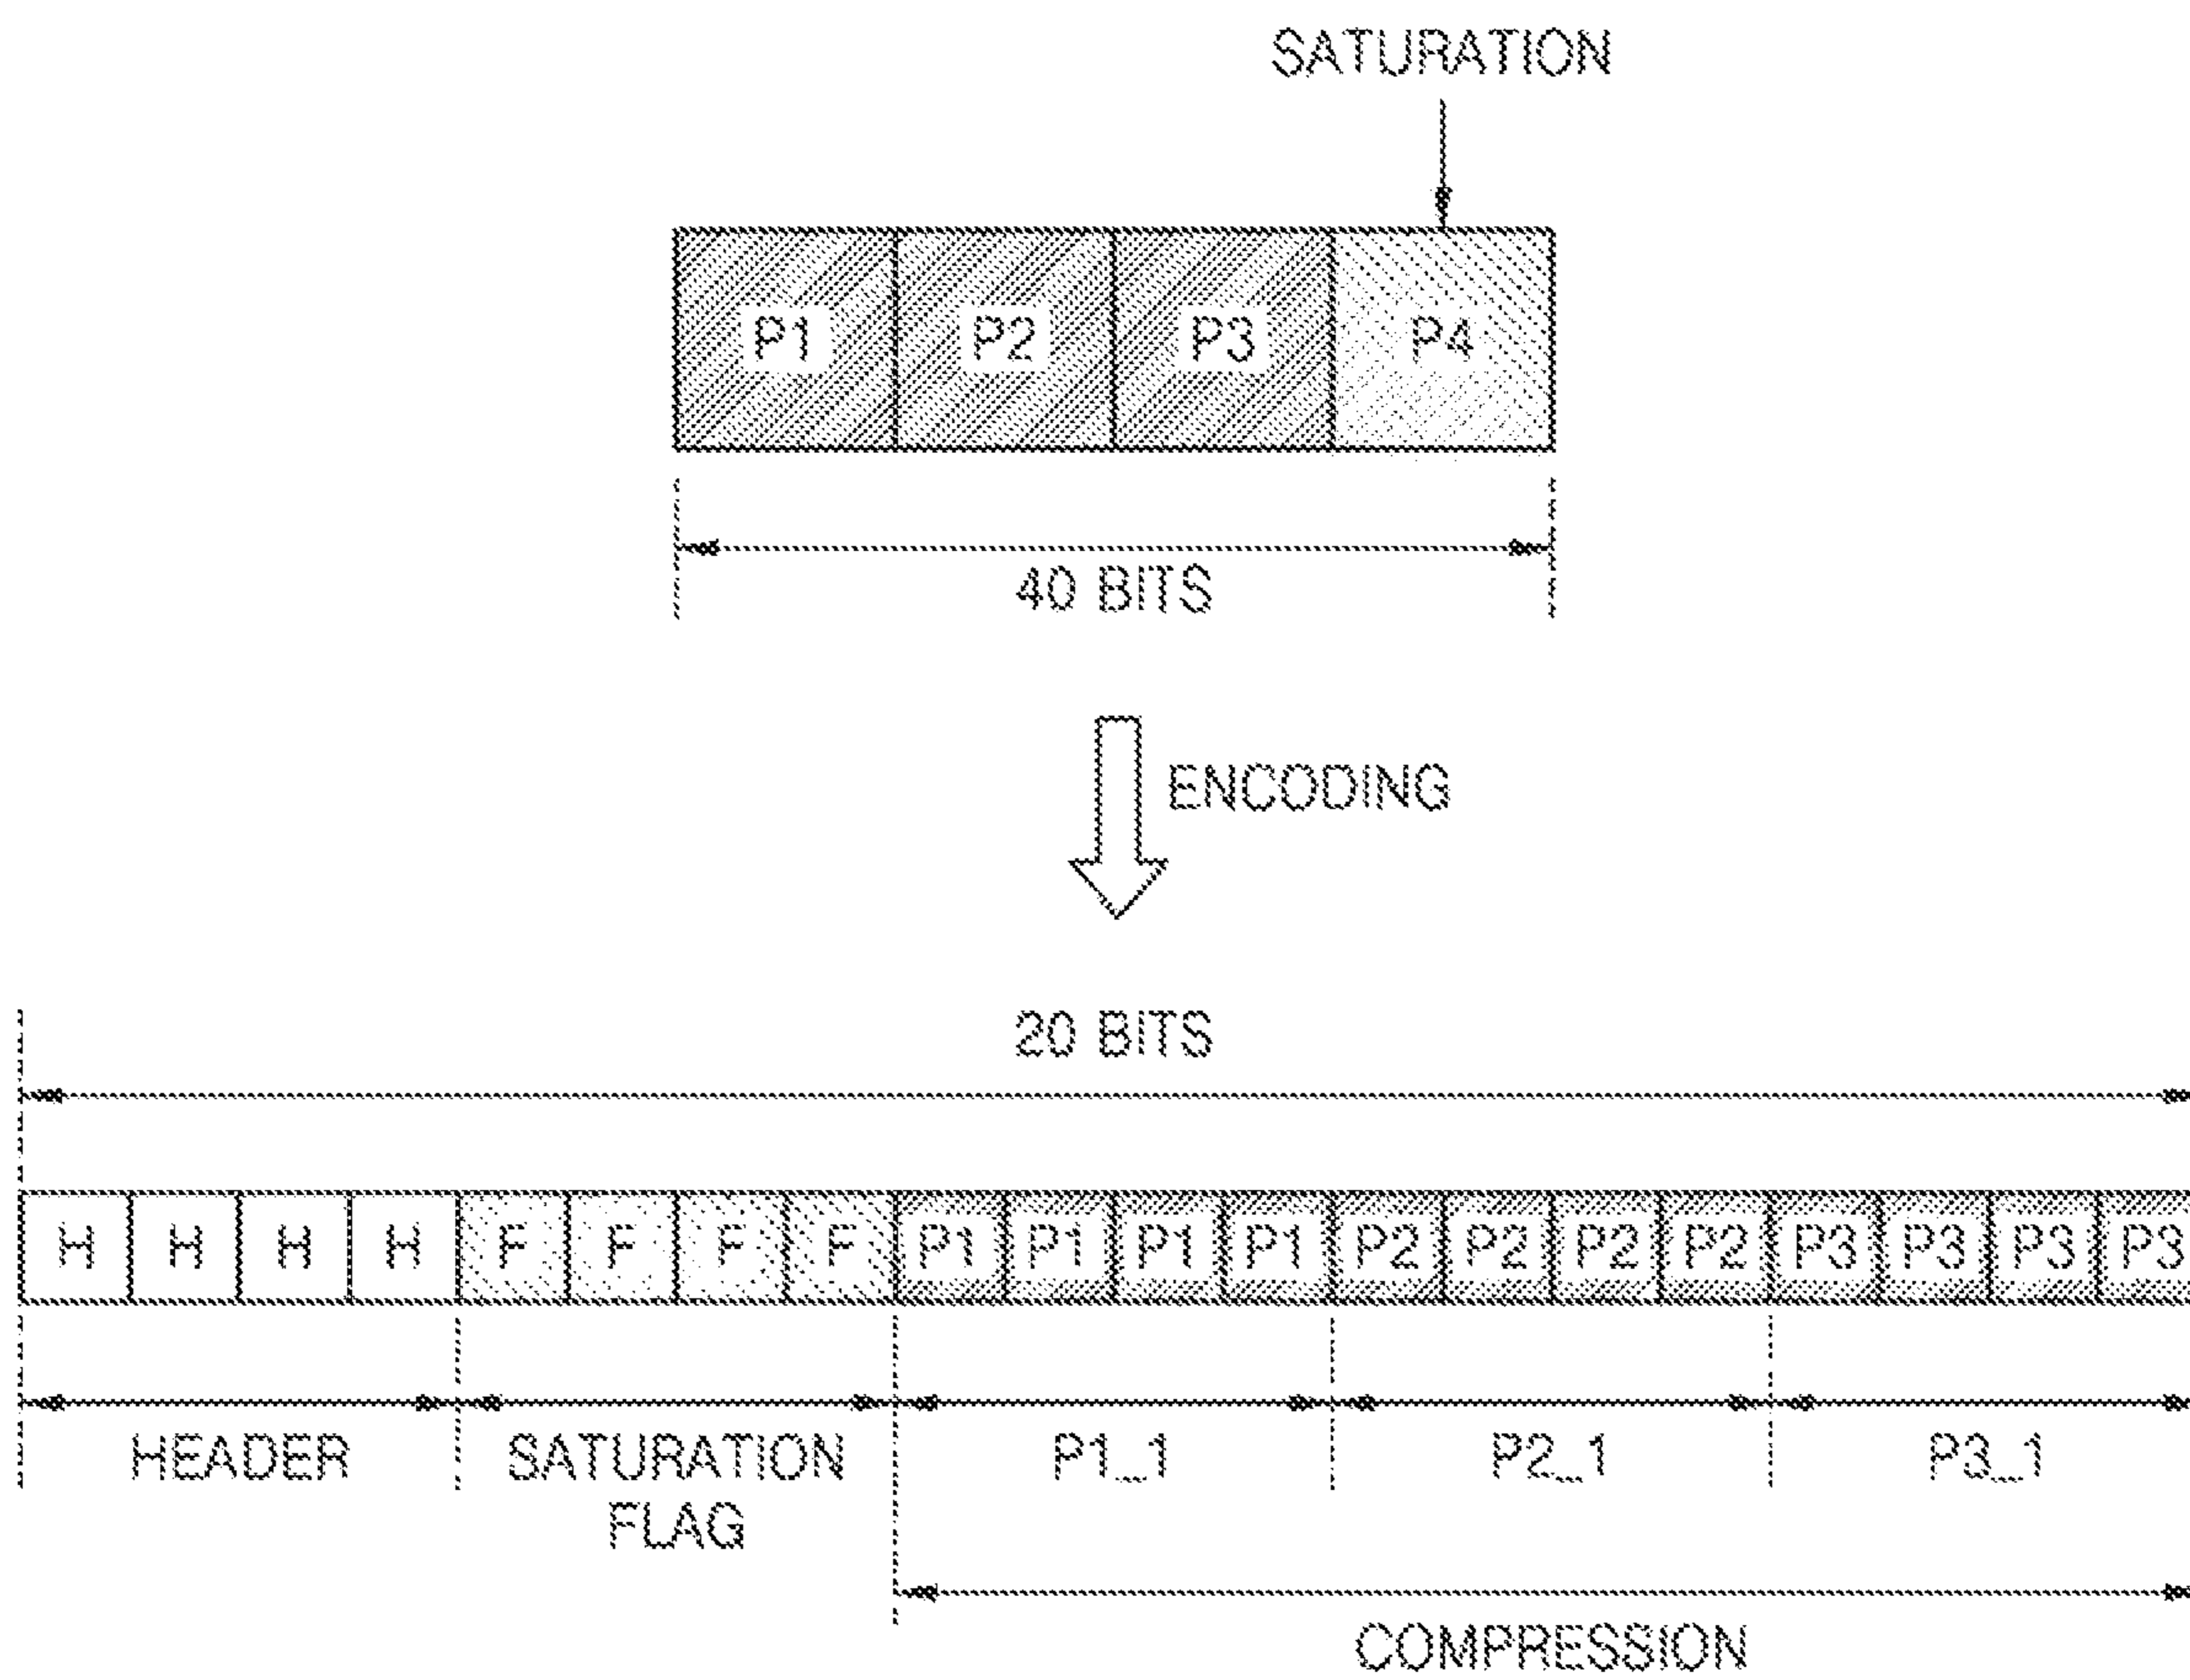 SATURATION
P1 P2 P3 P4
40 BITS
ENCODING
20 BITS
H H H H F F F F P1 P1 P1 P1 P2 P2 P2 P2 P3 P3 P3 P3
HEADER SATURATION FLAG P1_1 P2_1 P3_1
COMPRESSION